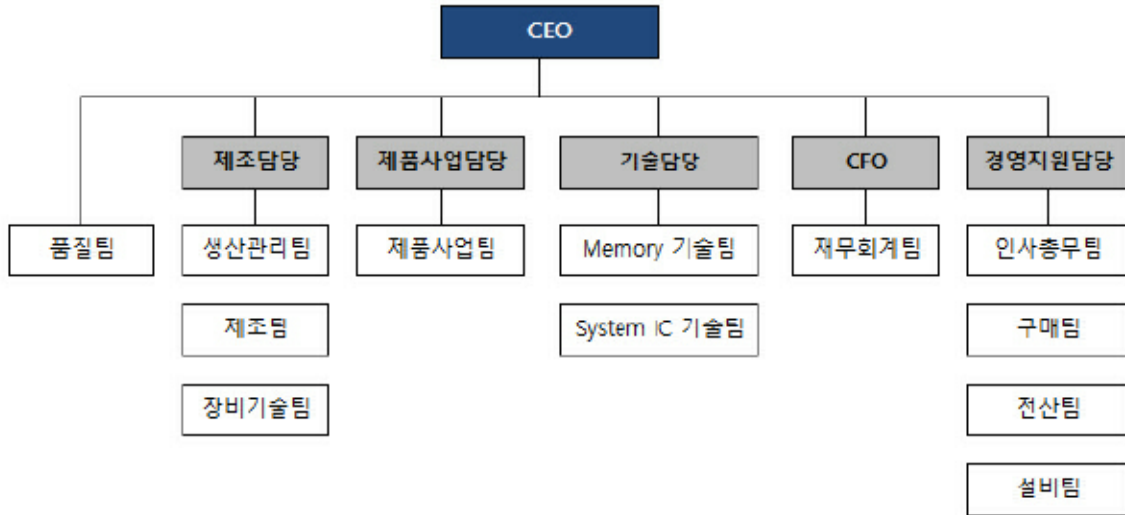 CEO
제조담당
제품사업담당
기술담당
CFO
경영지원담당
품질팀
생산관리팀
제품사업팀
Memory 기술팀
재무회계팀
인사총무팀
제조팀
System IC 기술팀
구매팀
장비기술팀
전산팀
설비팀